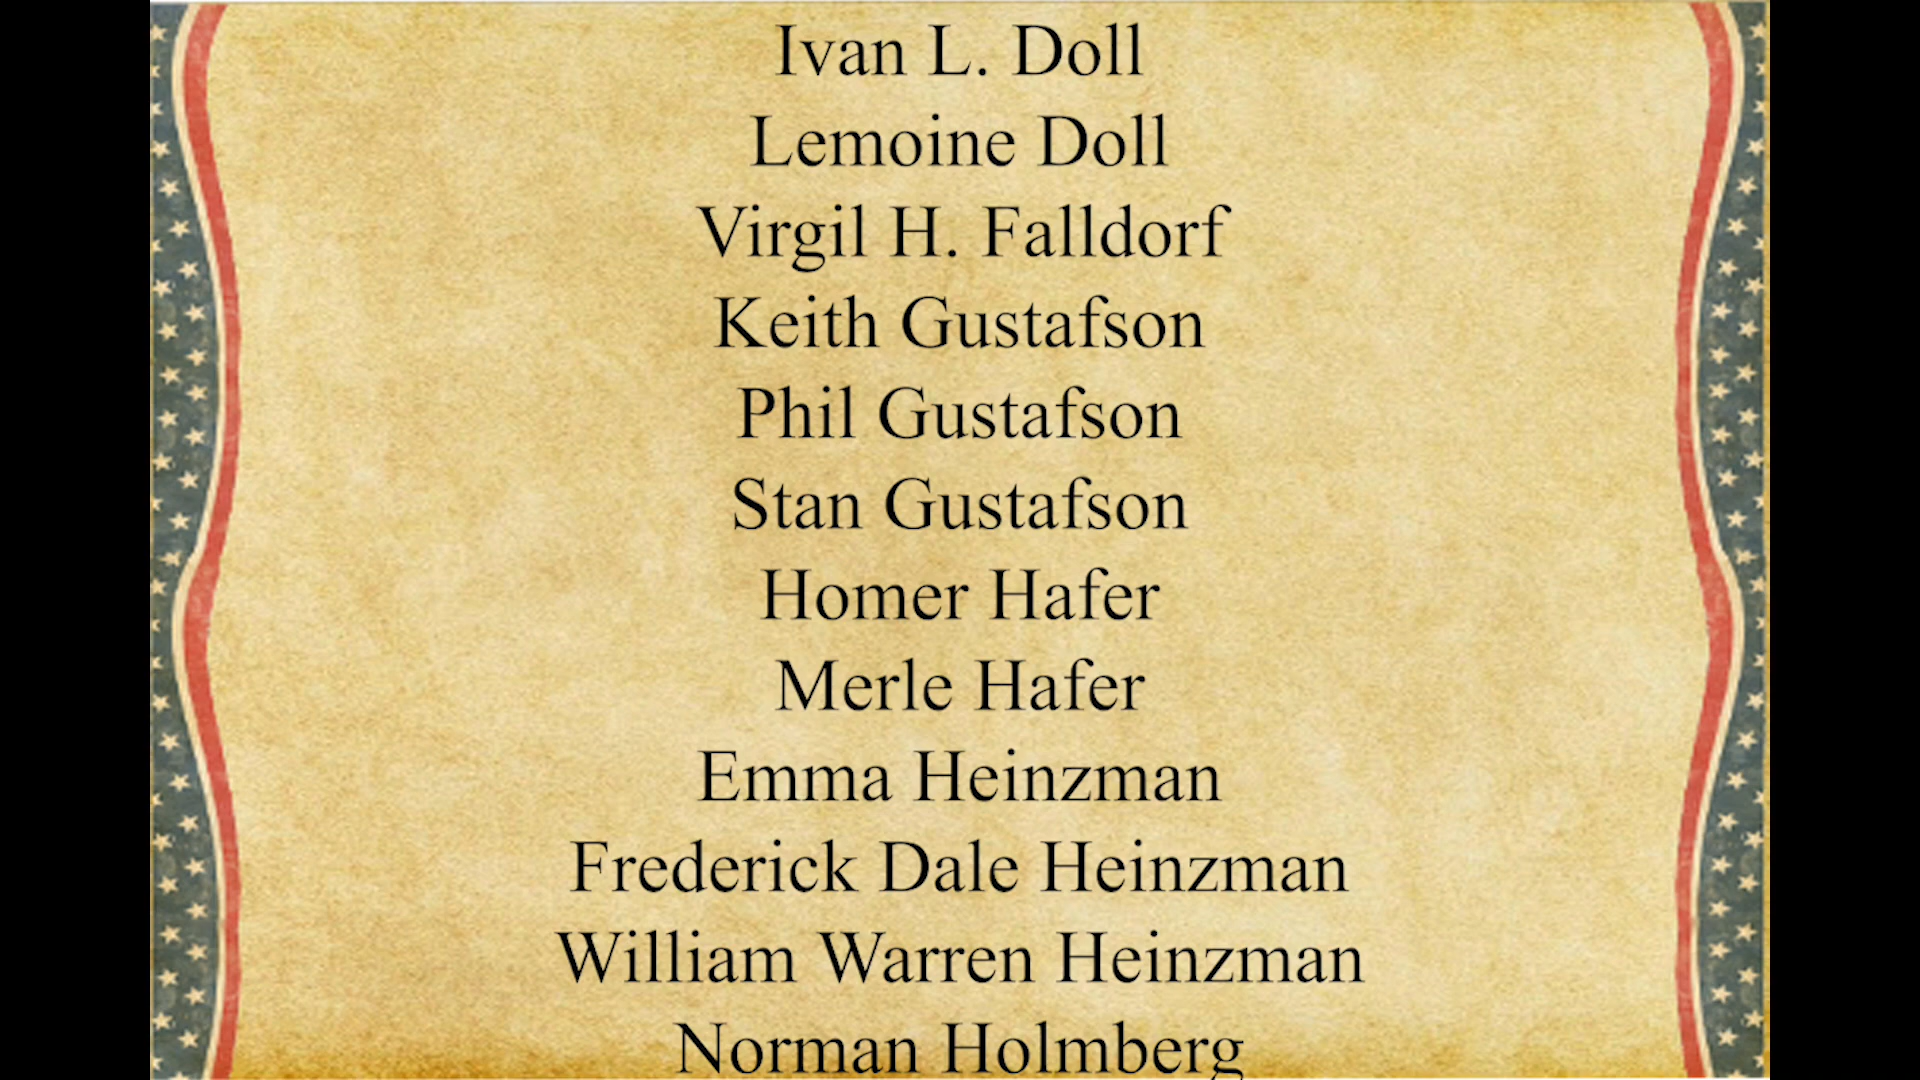 Ivan L. Doll
Lemoine Doll
Virgil H. Falldorf
Keith Gustafson
Phil Gustafson
Stan Gustafson
Homer Hafer
Merle Hafer
Emma Heinzman
Frederick Dale Heinzman
William Warren Heinzman
Norman Holmberg